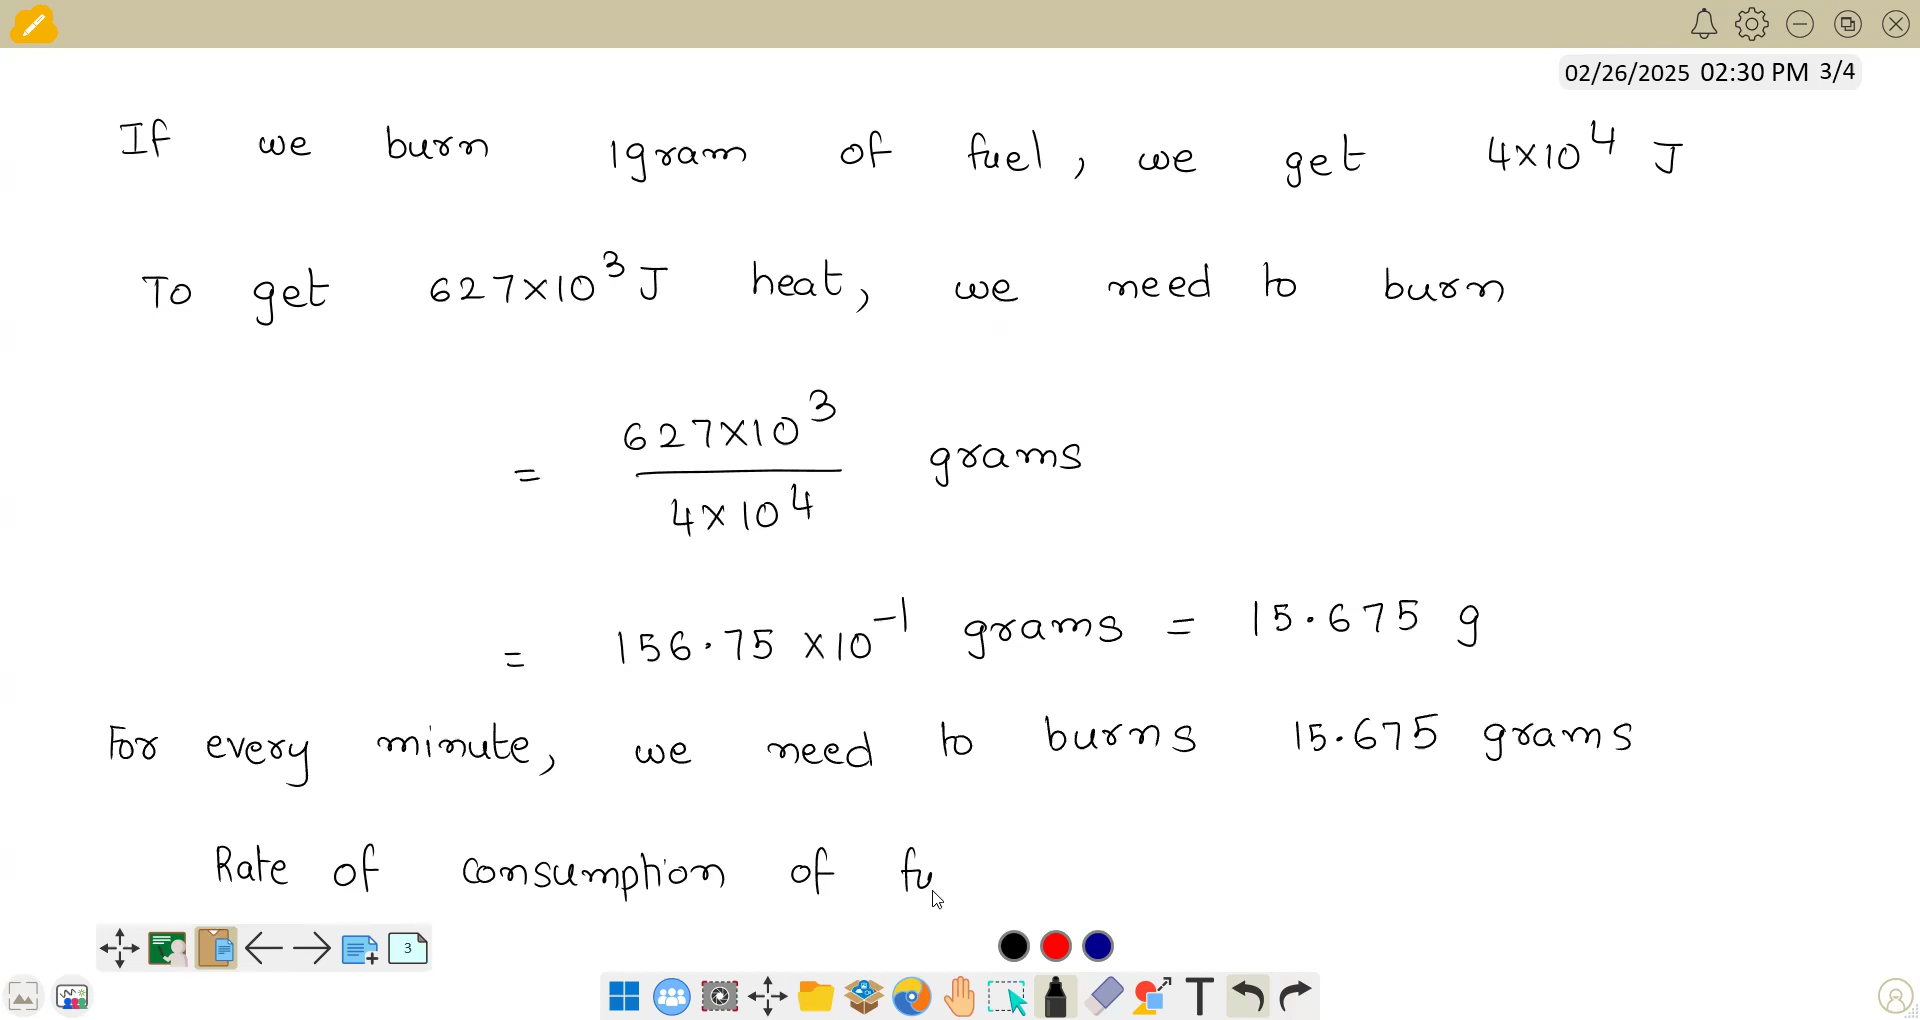 02/26/2025 02:30 PM 3/4
If we burn 1gram of fuel, we get 4×10⁴ J
To get 627×10³ J heat, we need to burn
= 627×10³ / 4×10⁴ grams
= 156.75 ×10⁻¹ grams = 15.675 g
For every minute, we need to burns 15.675 grams
Rate of consumption of fu
3
T